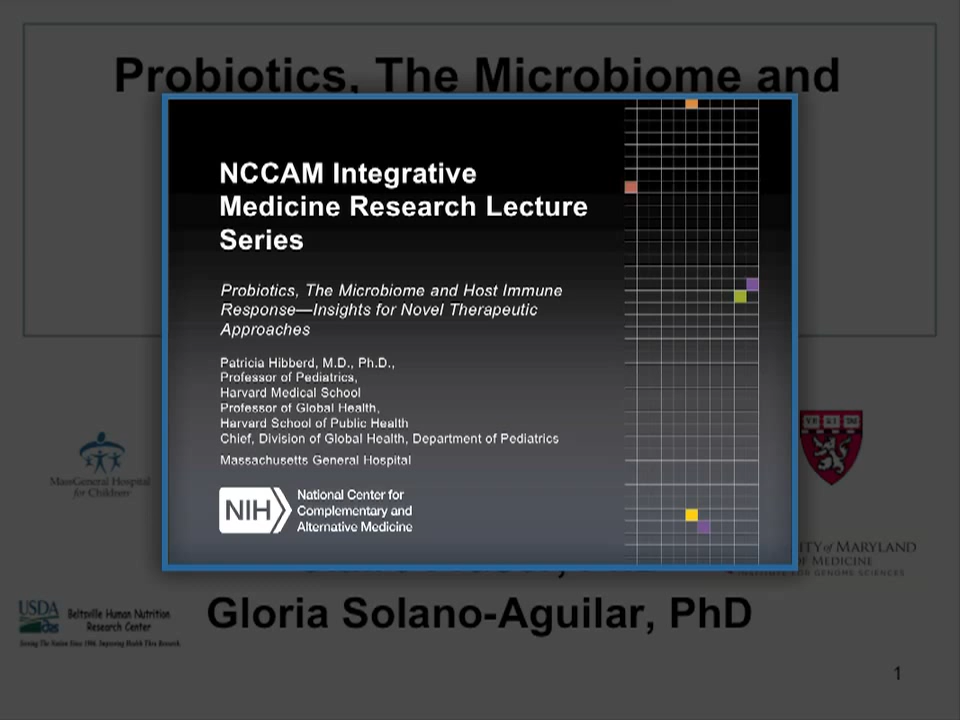 Probiotics, The Microbiome and
NCCAM Integrative
Medicine Research Lecture
Series
Probiotics, The Microbiome and Host Immune
Response—Insights for Novel Therapeutic
Approaches
Patricia Hibberd, M.D., Ph.D.,
Professor of Pediatrics,
Harvard Medical School
Professor of Global Health,
Harvard School of Public Health
Chief, Division of Global Health, Department of Pediatrics
Massachusetts General Hospital
NIH
National Center for
Complementary and
Alternative Medicine
MassGeneral Hospital
for Children
VE RI TAS
of MARYLAND
MEDICINE
INSTITUTE FOR GENOME SCIENCES
USDA
Beltsville Human Nutrition
Research Center
Serving The Nation Since 1906, Improving Health Thru Research.
Gloria Solano-Aguilar, PhD
1